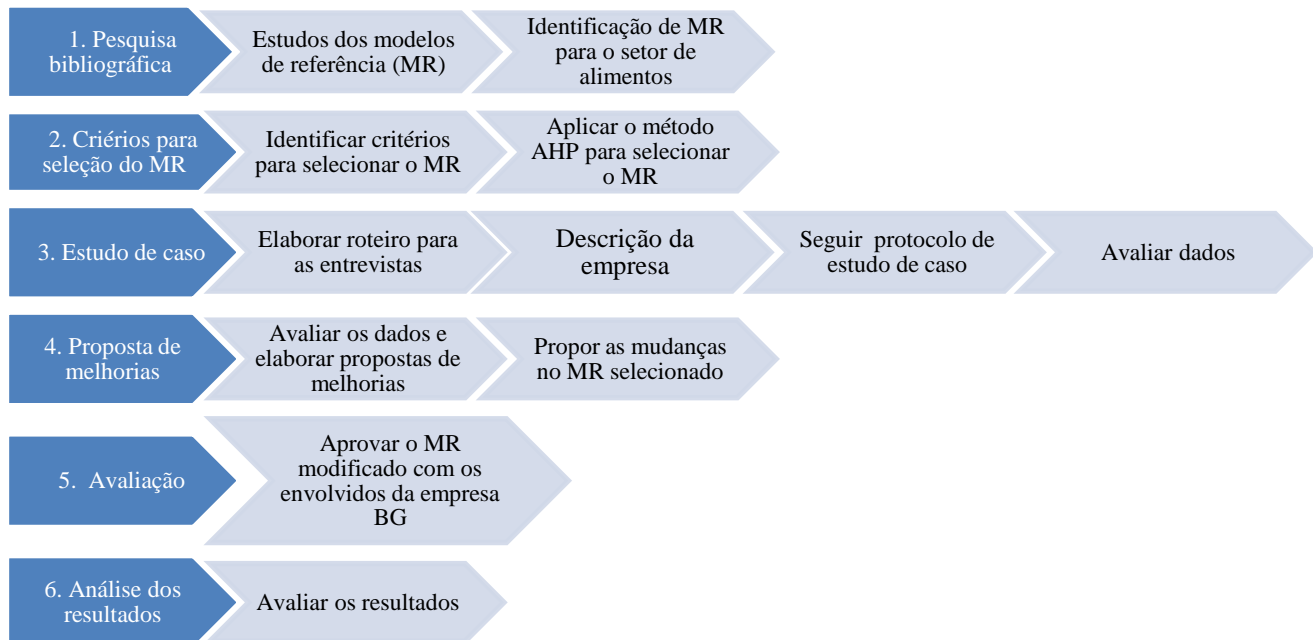 1. Pesquisa
bibliográfica
Estudos dos modelos
de referência (MR)
Identificação de MR
para o setor de
alimentos
2. Criérios para
seleção do MR
Identificar critérios
para selecionar o MR
Aplicar o método
AHP para selecionar
o MR
3. Estudo de caso
Elaborar roteiro para
as entrevistas
Descrição da
empresa
Seguir protocolo de
estudo de caso
Avaliar dados
4. Proposta de
melhorias
Avaliar os dados e
elaborar propostas de
melhorias
Propor as mudanças
no MR selecionado
5. Avaliação
Aprovar o MR
modificado com os
envolvidos da empresa
BG
6. Análise dos
resultados
Avaliar os resultados